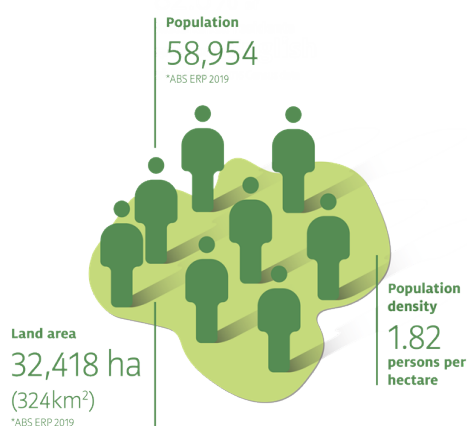 Population
58,954
*ABS ERP 2019
Population
density
1.82
persons per
hectare
Land area
32,418 ha
(324km²)
*ABS ERP 2019